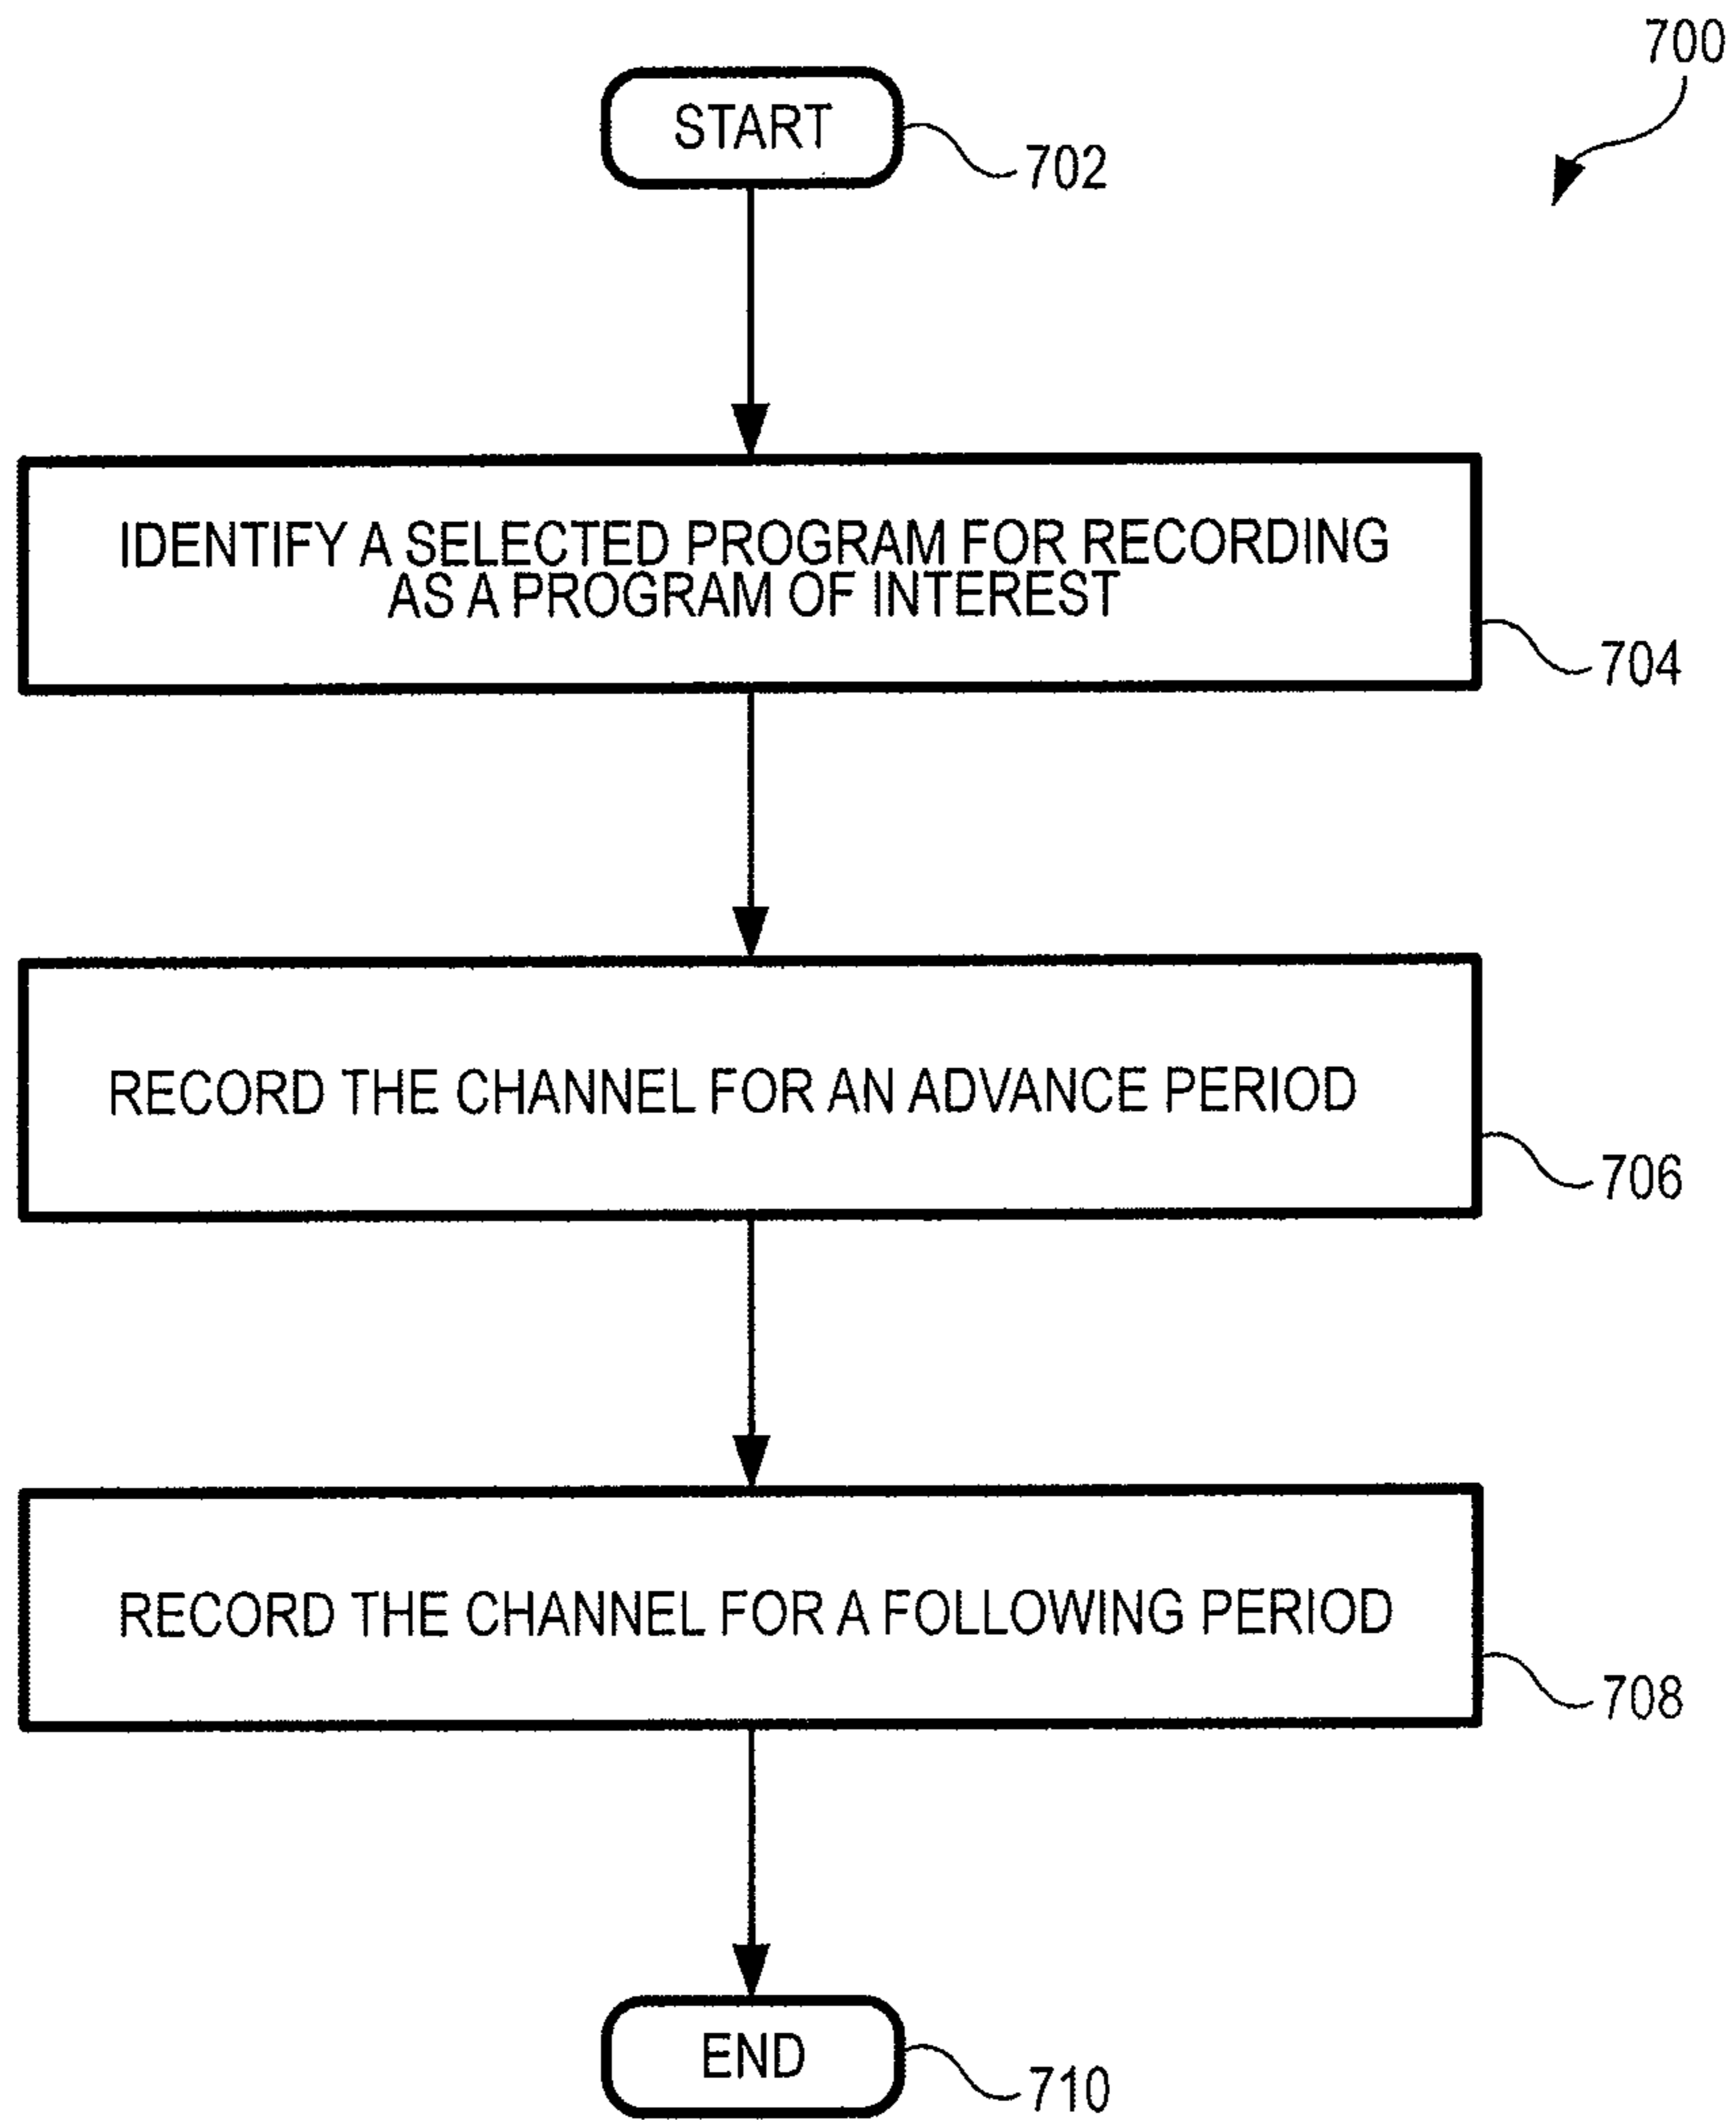 700
START
702
IDENTIFY A SELECTED PROGRAM FOR RECORDING
AS A PROGRAM OF INTEREST
704
RECORD THE CHANNEL FOR AN ADVANCE PERIOD
706
RECORD THE CHANNEL FOR A FOLLOWING PERIOD
708
END
710